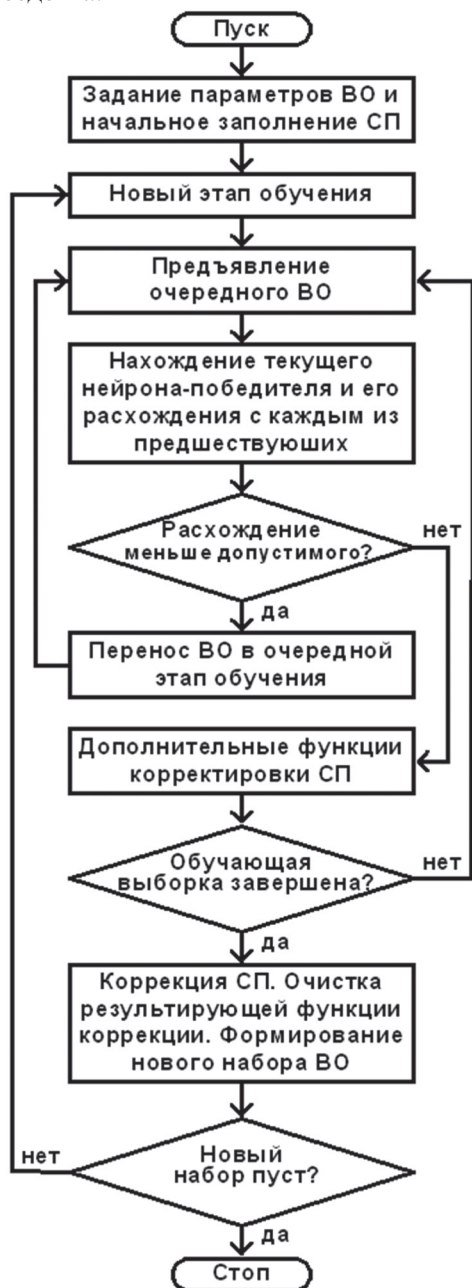 Пуск
Задание параметров ВО и
начальное заполнение СП
Новый этап обучения
Предъявление
очередного ВО
Нахождение текущего
нейрона-победителя и его
расхождения с каждым из
предшествуюших
Расхождение
меньше допустимого?
нет
да
Перенос ВО в очередной
этап обучения
Дополнительные функции
корректировки СП
Обучающая
выборка завершена?
нет
да
Коррекция СП. Очистка
результирующей функции
коррекции. Формирование
нового набора ВО
нет
Новый
набор пуст?
да
Стоп